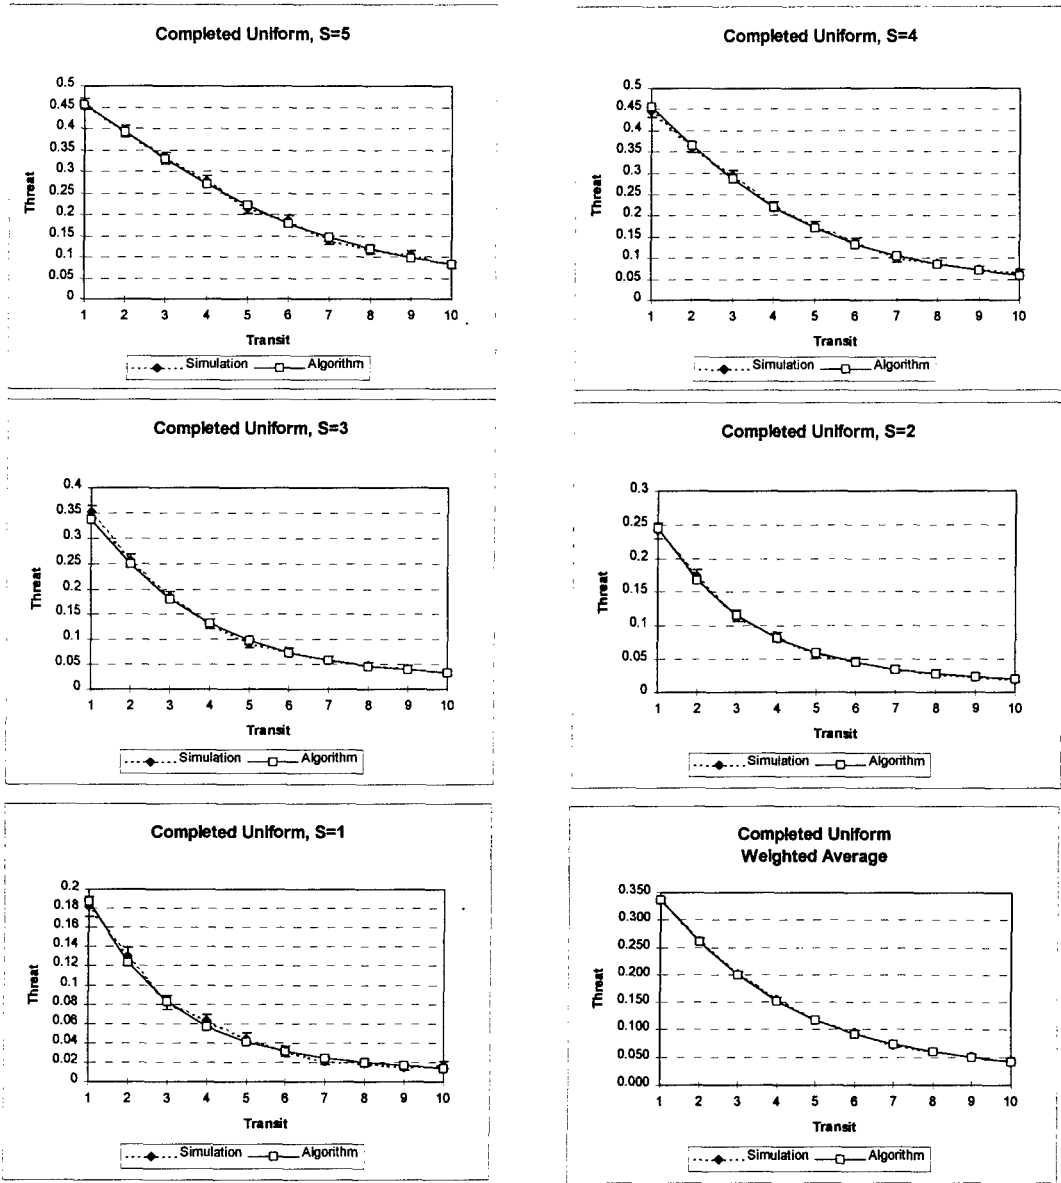 Completed Uniform, S=5
0.5
0.45
0.4
0.35
0.3
0.25
0.2
0.15
0.1
0.05
0
Threat
1 2 3 4 5 6 7 8 9 10
Transit
Simulation Algorithm
Completed Uniform, S=4
0.5
0.45
0.4
0.35
0.3
0.25
0.2
0.15
0.1
0.05
0
Threat
1 2 3 4 5 6 7 8 9 10
Transit
Simulation Algorithm
Completed Uniform, S=3
0.4
0.35
0.3
0.25
0.2
0.15
0.1
0.05
0
Threat
1 2 3 4 5 6 7 8 9 10
Transit
Simulation Algorithm
Completed Uniform, S=2
0.3
0.25
0.2
0.15
0.1
0.05
0
Threat
1 2 3 4 5 6 7 8 9 10
Transit
Simulation Algorithm
Completed Uniform, S=1
0.2
0.18
0.16
0.14
0.12
0.1
0.08
0.06
0.04
0.02
0
Threat
1 2 3 4 5 6 7 8 9 10
Transit
Simulation Algorithm
Completed Uniform
Weighted Average
0.350
0.300
0.250
0.200
0.150
0.100
0.050
0.000
Threat
1 2 3 4 5 6 7 8 9 10
Transit
Simulation Algorithm